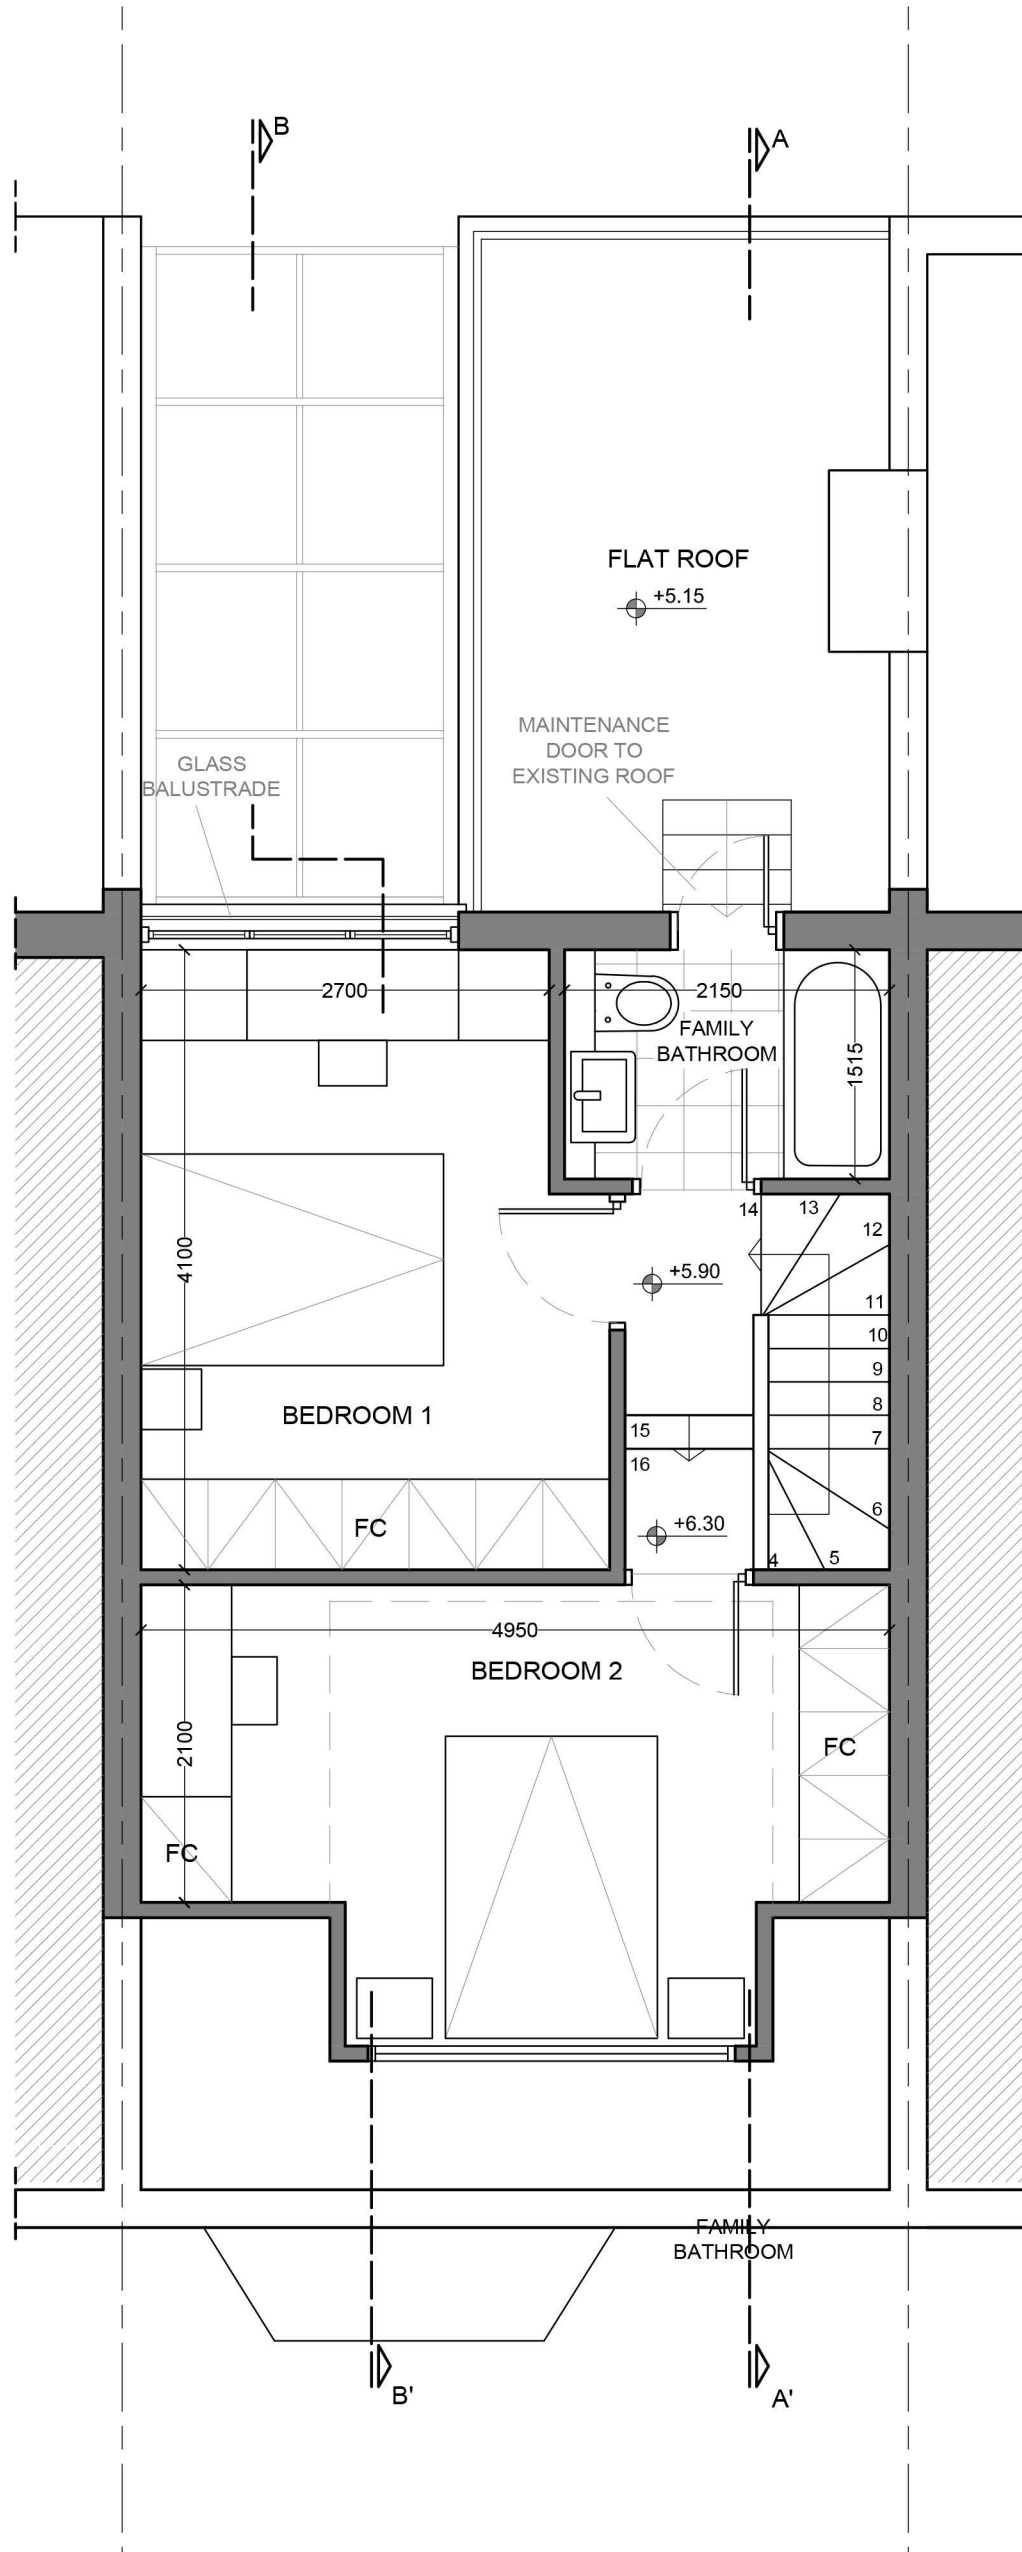 B
A
FLAT ROOF
+5.15
MAINTENANCE
DOOR TO
EXISTING ROOF
GLASS
BALUSTRADE
2700
2150
FAMILY
BATHROOM
1515
4100
14
13
12
+5.90
11
10
9
8
7
6
5
4
15
16
BEDROOM 1
FC
+6.30
4950
BEDROOM 2
2100
FC
FC
FAMILY
BATHROOM
B'
A'